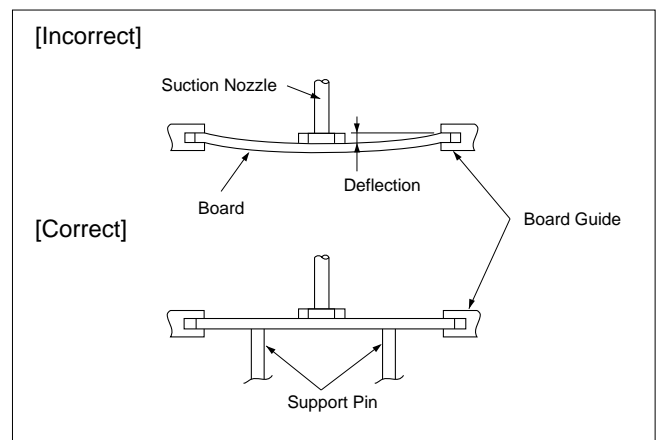 [Incorrect]
Suction Nozzle
Deflection
Board
Board Guide
[Correct]
Support Pin